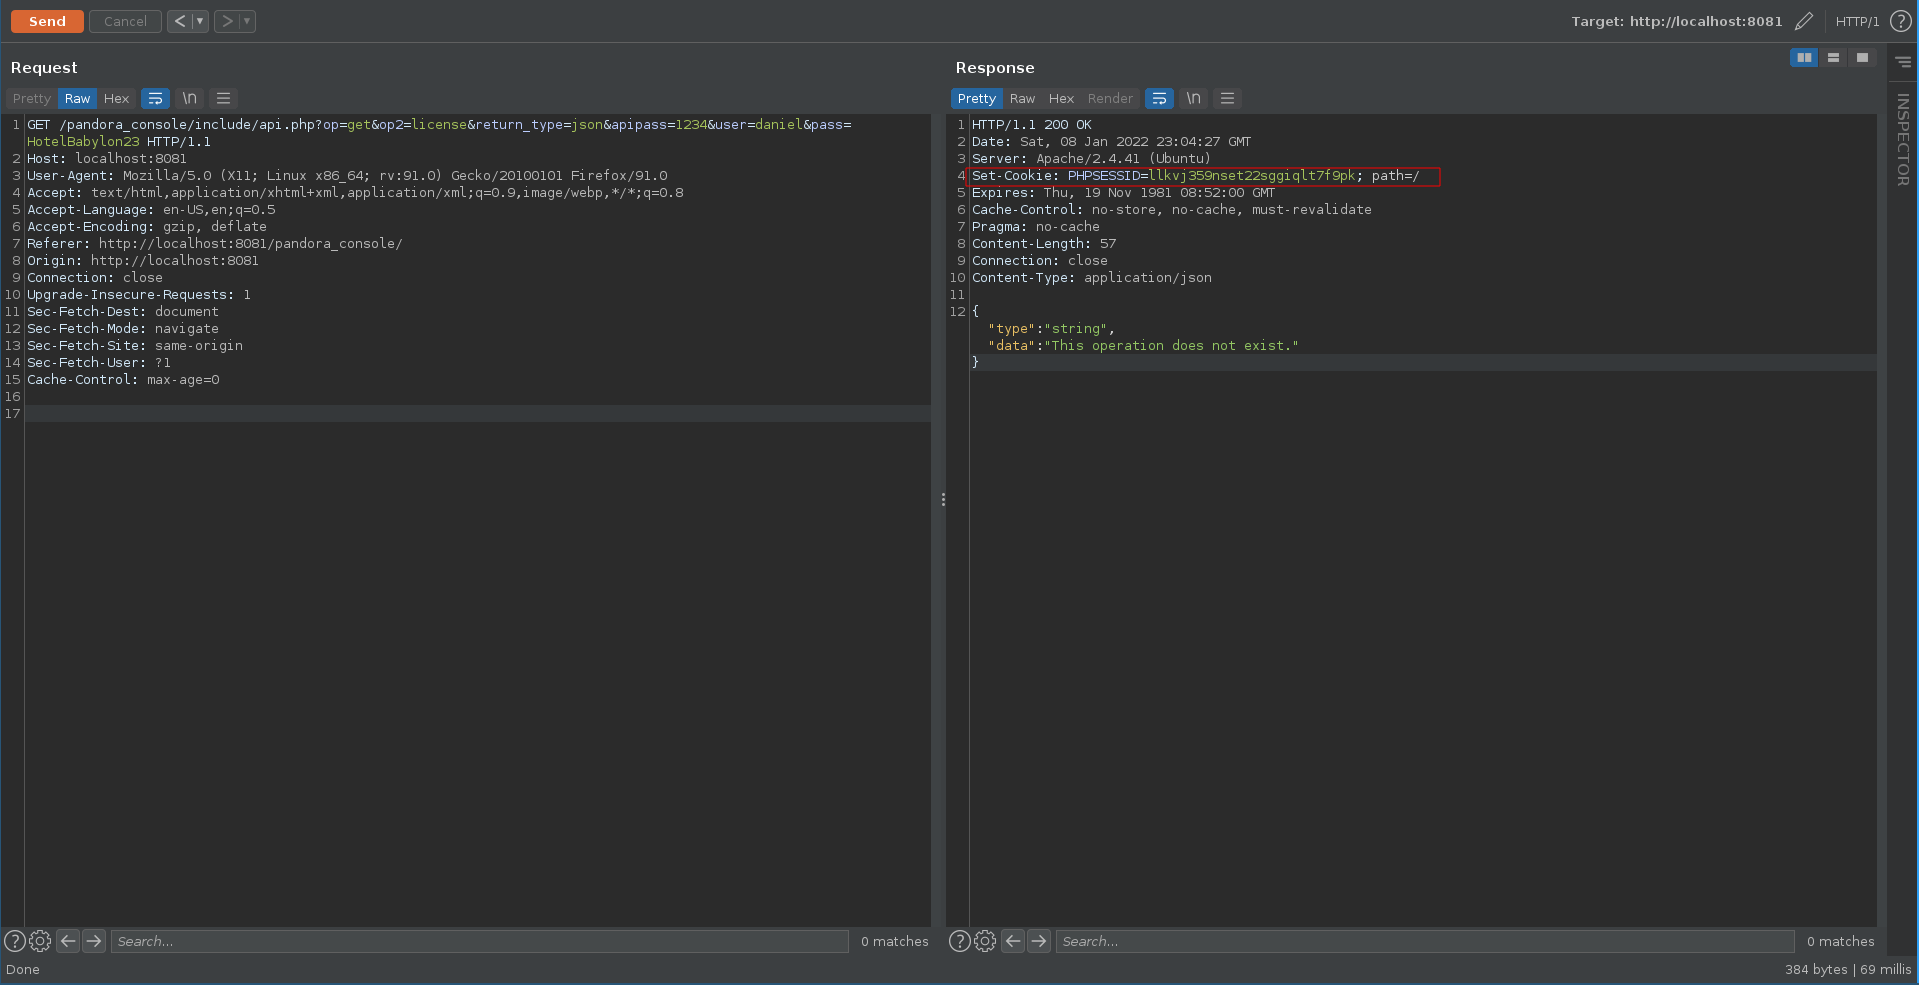 Send Cancel < > Target: http://localhost:8081 HTTP/1 ?
Request
Pretty Raw Hex \n
1 GET /pandora_console/include/api.php?op=get&op2=license&return_type=json&apipass=1234&user=daniel&pass=
HotelBabylon23 HTTP/1.1
2 Host: localhost:8081
3 User-Agent: Mozilla/5.0 (X11; Linux x86_64; rv:91.0) Gecko/20100101 Firefox/91.0
4 Accept: text/html,application/xhtml+xml,application/xml;q=0.9,image/webp,*/*;q=0.8
5 Accept-Language: en-US,en;q=0.5
6 Accept-Encoding: gzip, deflate
7 Referer: http://localhost:8081/pandora_console/
8 Origin: http://localhost:8081
9 Connection: close
10 Upgrade-Insecure-Requests: 1
11 Sec-Fetch-Dest: document
12 Sec-Fetch-Mode: navigate
13 Sec-Fetch-Site: same-origin
14 Sec-Fetch-User: ?1
15 Cache-Control: max-age=0
16
17
? Search... 0 matches
Response
Pretty Raw Hex Render \n
1 HTTP/1.1 200 OK
2 Date: Sat, 08 Jan 2022 23:04:27 GMT
3 Server: Apache/2.4.41 (Ubuntu)
4 Set-Cookie: PHPSESSID=llkvj359nset22sggiqlt7f9pk; path=/
5 Expires: Thu, 19 Nov 1981 08:52:00 GMT
6 Cache-Control: no-store, no-cache, must-revalidate
7 Pragma: no-cache
8 Content-Length: 57
9 Connection: close
10 Content-Type: application/json
11
12 {
"type":"string",
"data":"This operation does not exist."
}
? Search... 0 matches
INSPECTOR
Done 384 bytes | 69 millis